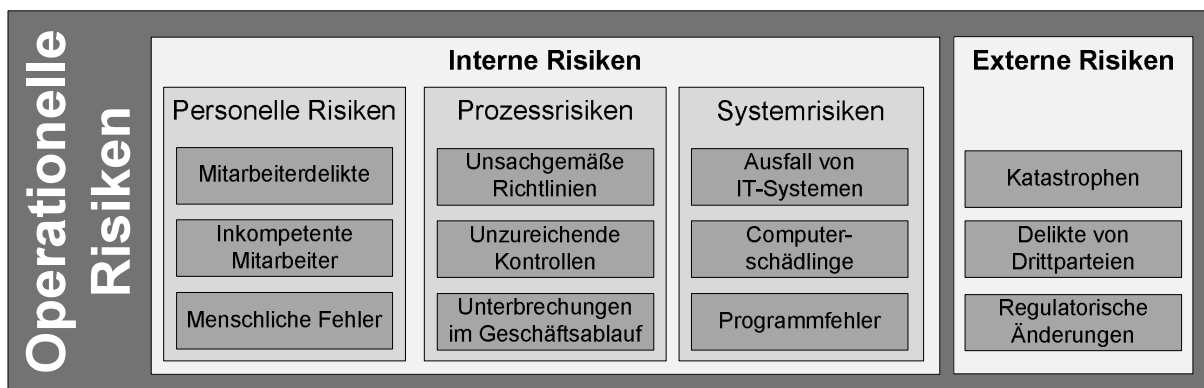 Operationelle
Risiken
Interne Risiken
Personelle Risiken
Mitarbeiterdelikte
Inkompetente
Mitarbeiter
Menschliche Fehler
Prozessrisiken
Unsachgemäße
Richtlinien
Unzureichende
Kontrollen
Unterbrechungen
im Geschäftsablauf
Systemrisiken
Ausfall von
IT-Systemen
Computer-
schädlinge
Programmfehler
Externe Risiken
Katastrophen
Delikte von
Drittparteien
Regulatorische
Änderungen